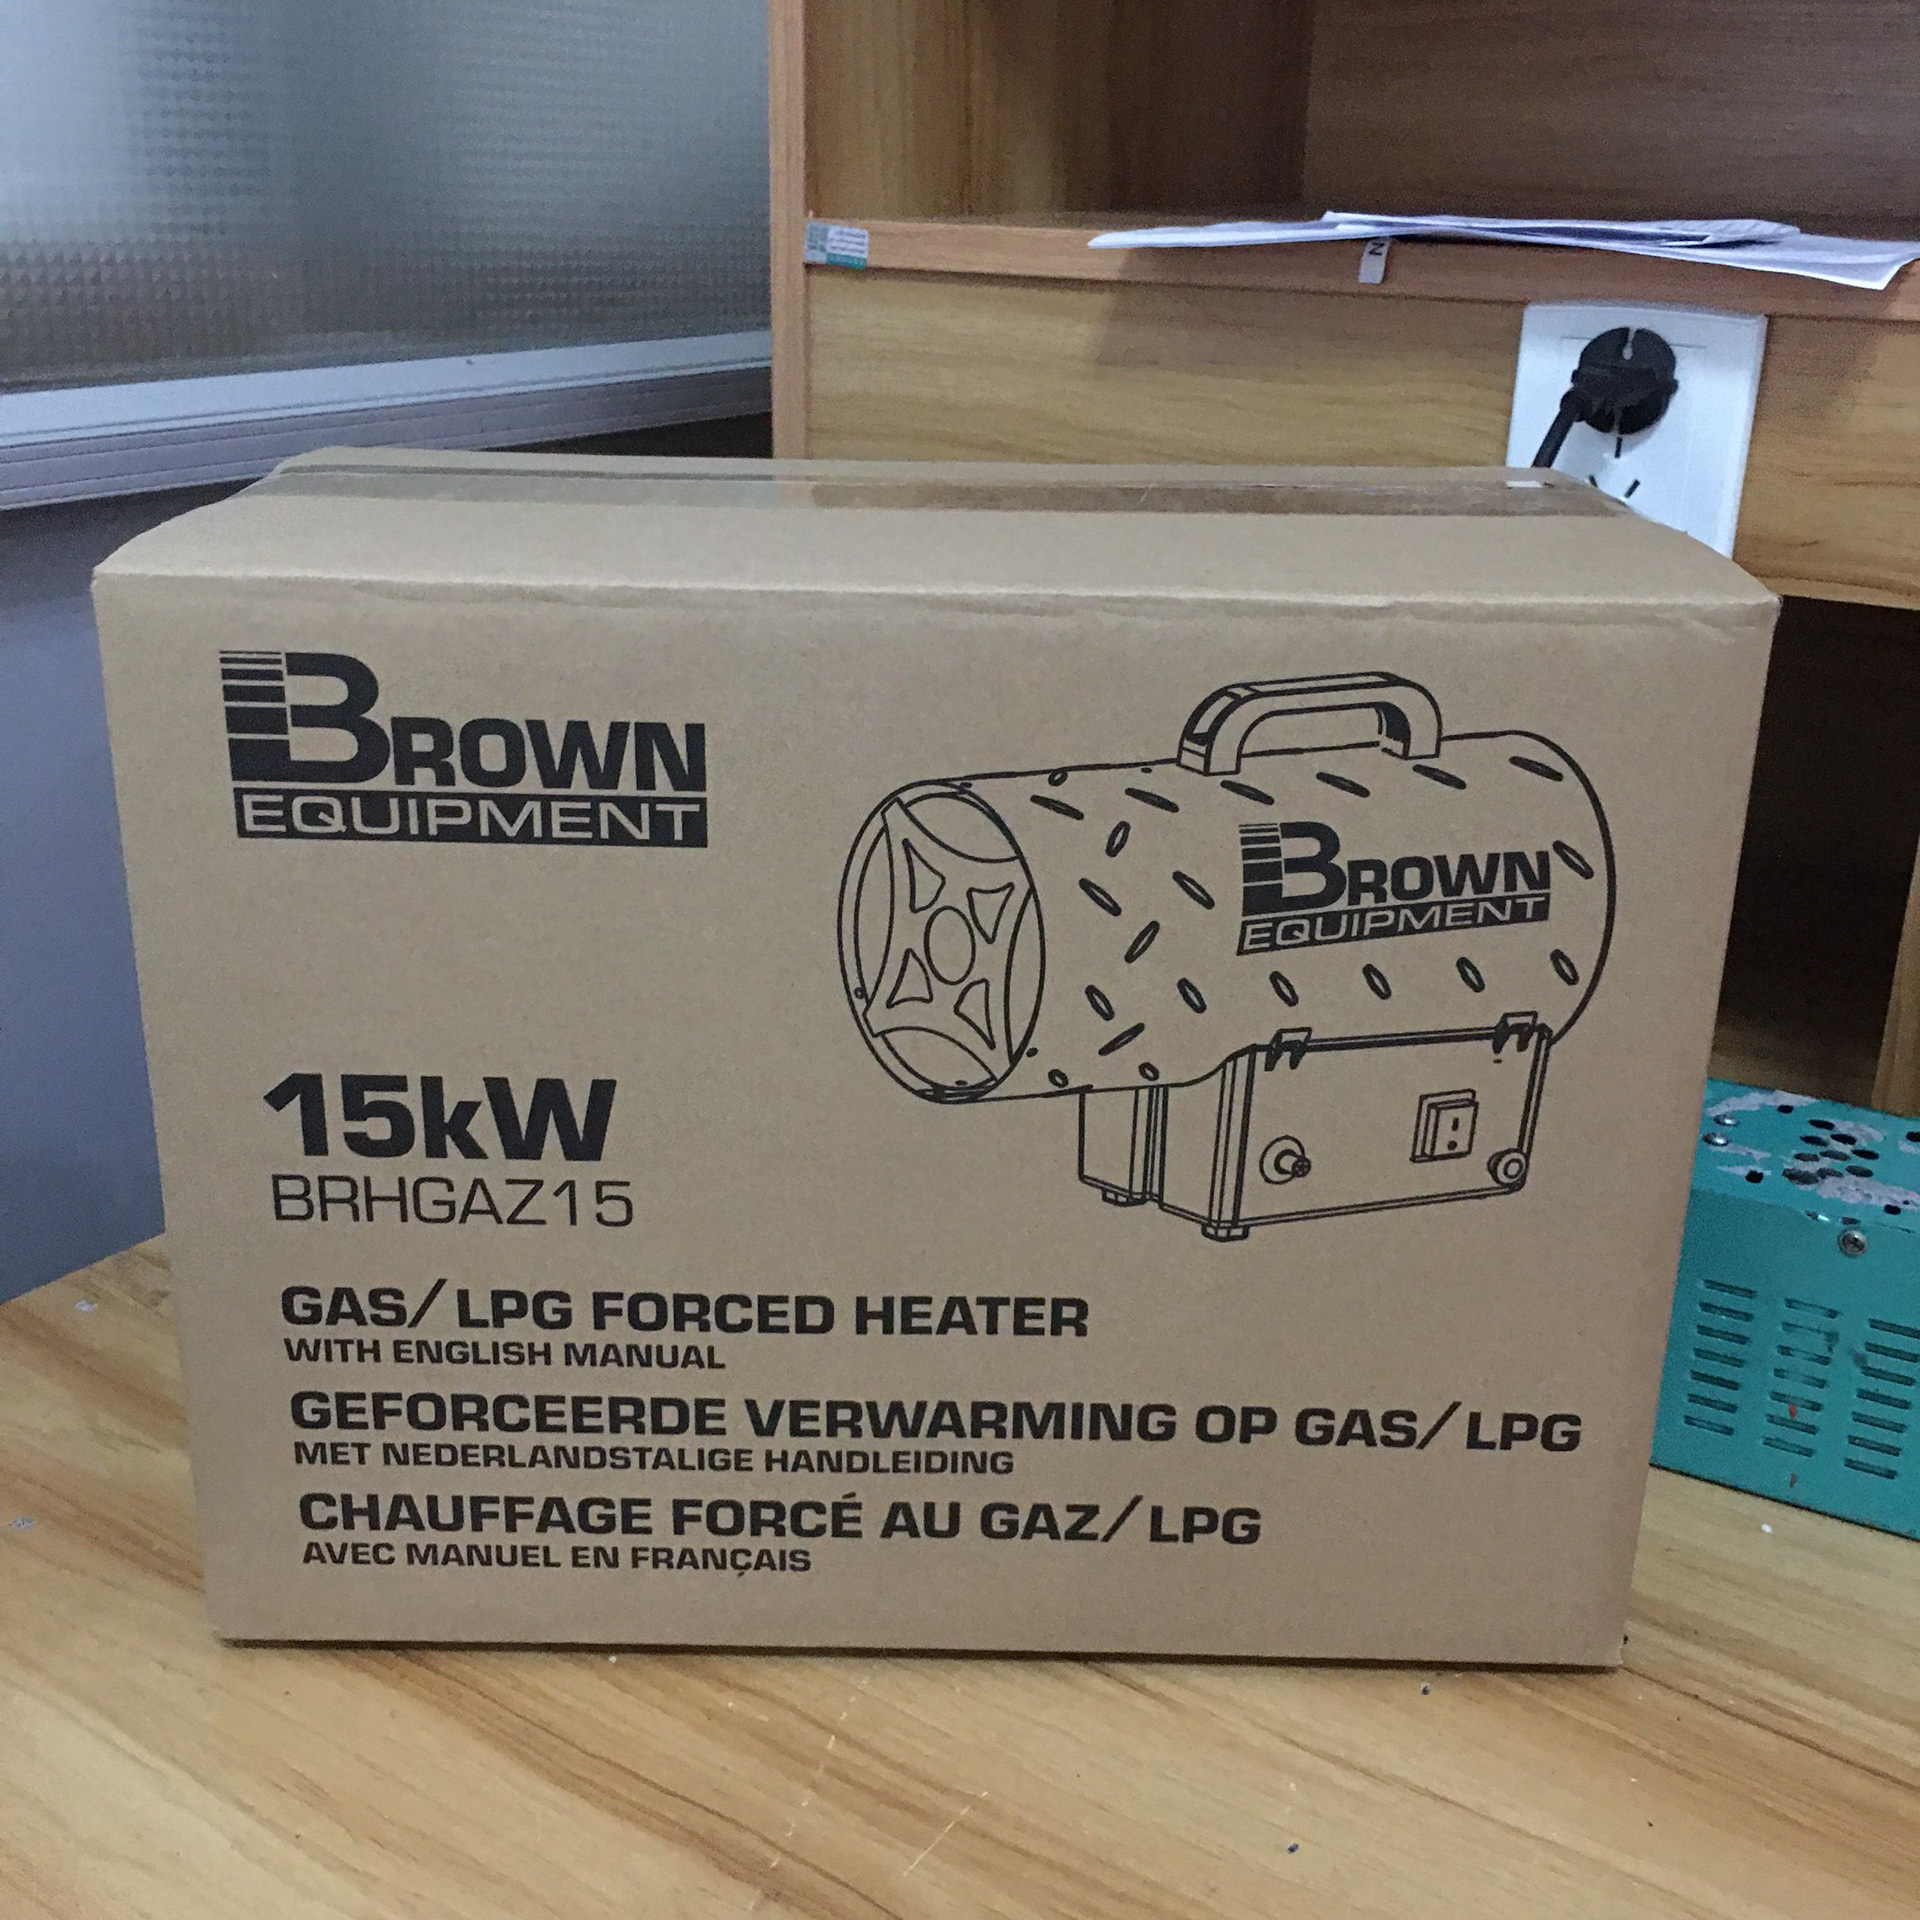 BROWN
EQUIPMENT
BROWN
EQUIPMENT
15kW
BRHGAZ15
GAS/LPG FORCED HEATER
WITH ENGLISH MANUAL
GEFORCEERDE VERWARMING OP GAS/LPG
MET NEDERLANDSTALIGE HANDLEIDING
CHAUFFAGE FORCÉ AU GAZ/LPG
AVEC MANUEL EN FRANÇAIS